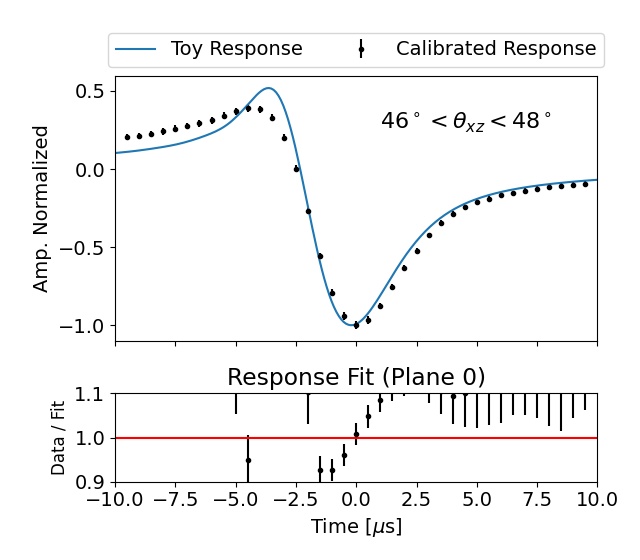 Toy Response Calibrated Response
0.5
0.0
−0.5
−1.0
Amp. Normalized
46° < θxz < 48°
Response Fit (Plane 0)
1.1
1.0
0.9
Data / Fit
−10.0 −7.5 −5.0 −2.5 0.0 2.5 5.0 7.5 10.0
Time [μs]